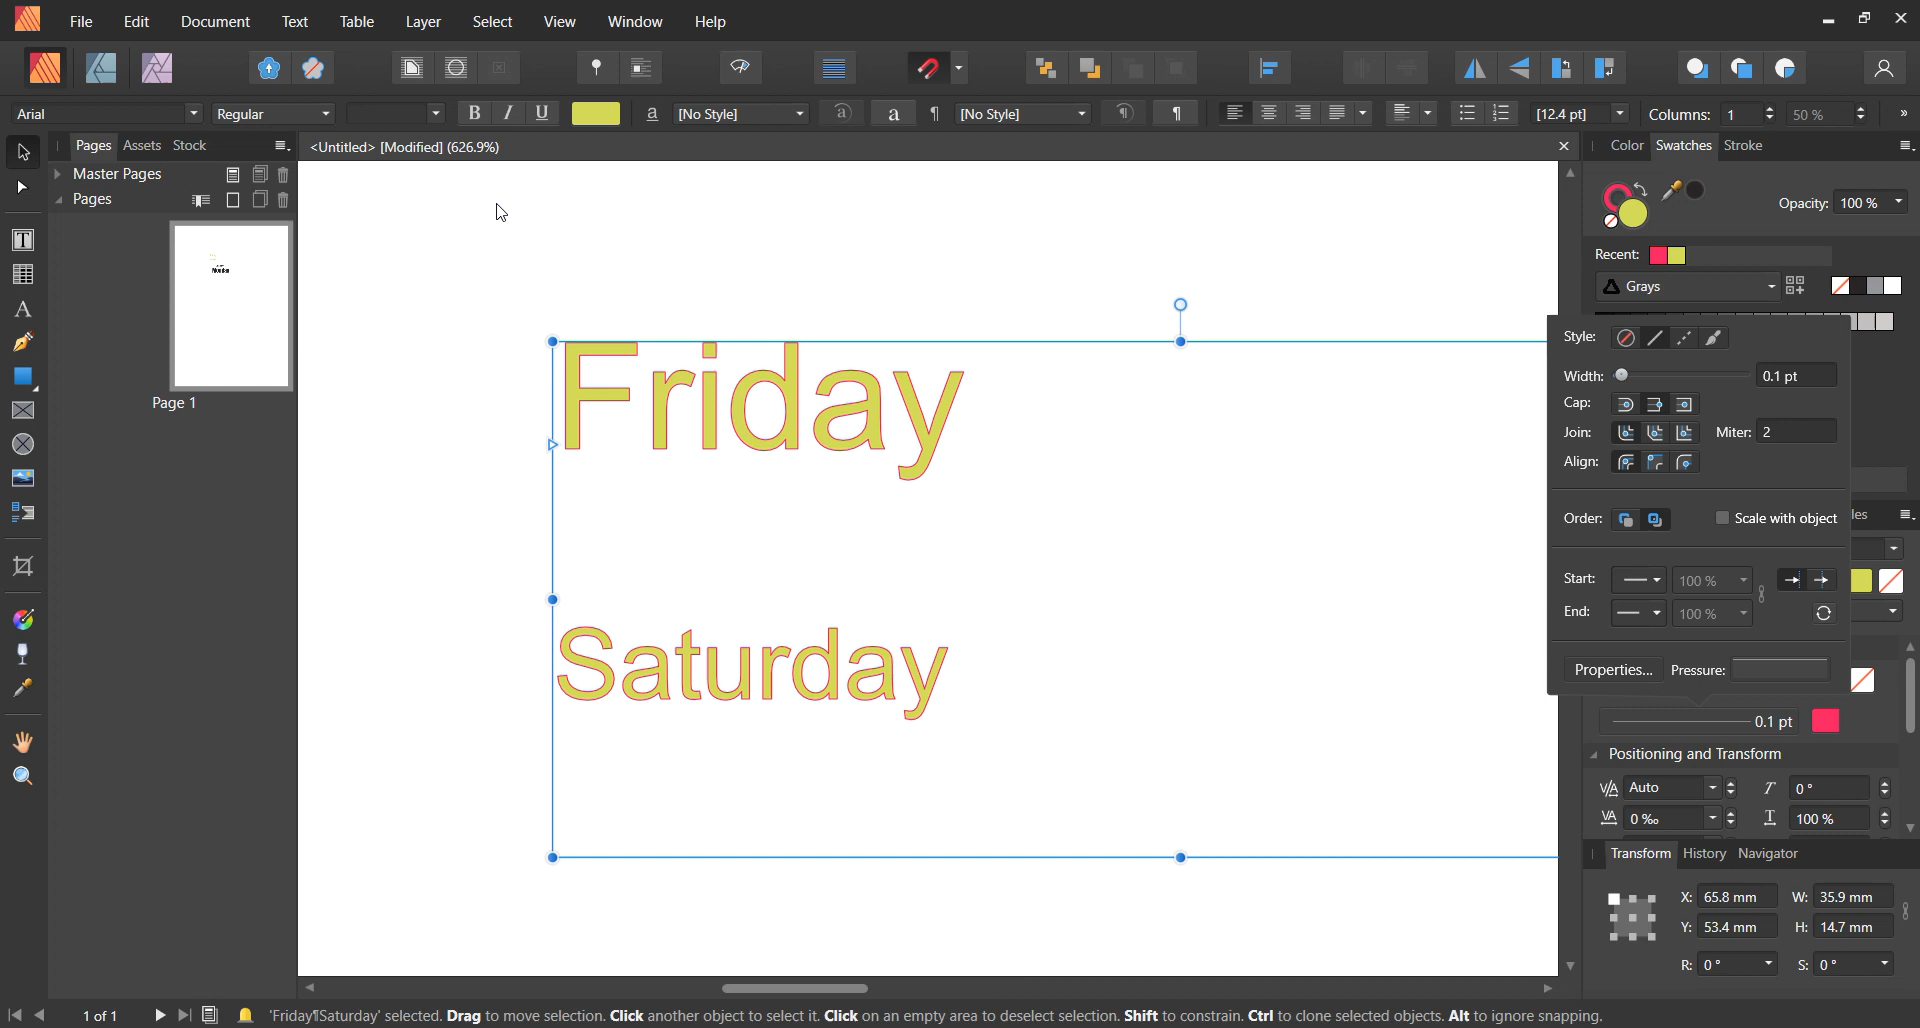 File Edit Document Text Table Layer Select View Window Help
Arial Regular B I U a [No Style] a a ¶ [No Style] ¶ ¶ [12.4 pt] Columns: 1 50 % »
Pages Assets Stock <Untitled> [Modified] (626.9%) Color Swatches Stroke
Master Pages
Pages
Opacity: 100 %
Recent:
Grays
Page 1
Style:
Width: 0.1 pt
Cap:
Join: Miter: 2
Align:
Order: Scale with object
Start: 100 %
End: 100 %
Properties... Pressure:
Friday
Saturday
0.1 pt
Positioning and Transform
V/A Auto T 0 °
VA 0 ‰ T 100 %
Transform History Navigator
X: 65.8 mm W: 35.9 mm
Y: 53.4 mm H: 14.7 mm
R: 0 ° S: 0 °
1 of 1 'Friday¶Saturday' selected. Drag to move selection. Click another object to select it. Click on an empty area to deselect selection. Shift to constrain. Ctrl to clone selected objects. Alt to ignore snapping.